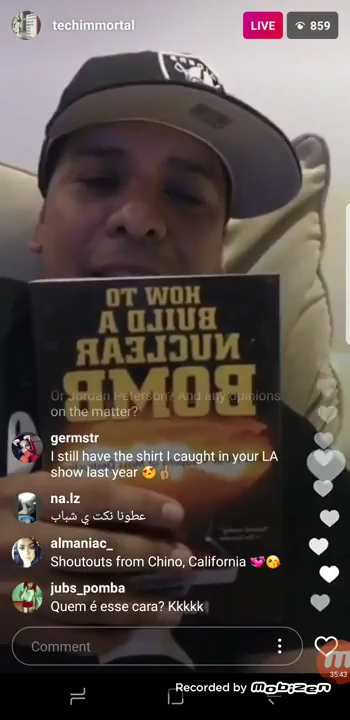 techimmortal
LIVE
859
HOW TO
BUILD A
NUCLEAR
BOMB
Or Jordan Peterson? And any opinions
on the matter?
germstr
I still have the shirt I caught in your LA
show last year 😍✌🏽
na.lz
عطونا نكت ي شباب
almaniac_
Shoutouts from Chino, California 💞😘
jubs_pomba
Quem é esse cara? Kkkkk
Comment
35:43
Recorded by Mobizen